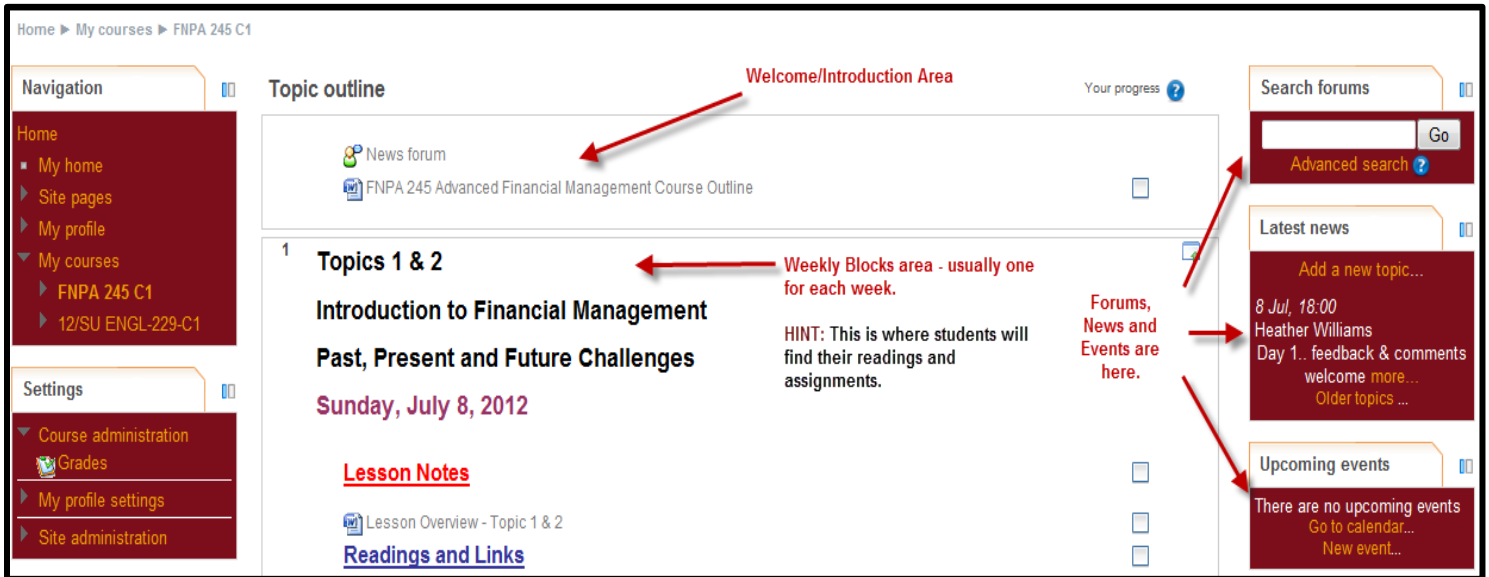 Home ► My courses ► FNPA 245 C1
Navigation
Home
My home
Site pages
My profile
My courses
FNPA 245 C1
12/SU ENGL-229-C1
Settings
Course administration
Grades
My profile settings
Site administration
Topic outline
Welcome/Introduction Area
Your progress
News forum
FNPA 245 Advanced Financial Management Course Outline
1
Topics 1 & 2
Introduction to Financial Management
Past, Present and Future Challenges
Sunday, July 8, 2012
Weekly Blocks area - usually one
for each week.
HINT: This is where students will
find their readings and
assignments.
Lesson Notes
Lesson Overview - Topic 1 & 2
Readings and Links
Forums,
News and
Events are
here.
Search forums
Go
Advanced search
Latest news
Add a new topic...
8 Jul, 18:00
Heather Williams
Day 1.. feedback & comments
welcome more...
Older topics ...
Upcoming events
There are no upcoming events
Go to calendar...
New event...